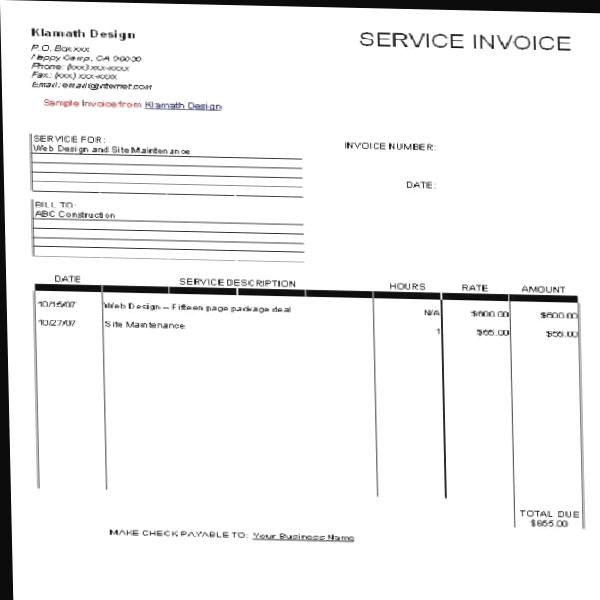 Klamath Design
SERVICE INVOICE
P.O. Box xxx
Happy Camp, CA 96039
Phone: (xxx) xxx-xxxx
Fax: (xxx) xxx-xxxx
Email: email@internet.com
Sample Invoice from Klamath Design
SERVICE FOR:
Web Design and Site Maintenance
INVOICE NUMBER:
DATE:
BILL TO:
ABC Construction
DATE SERVICE DESCRIPTION HOURS RATE AMOUNT
10/15/07 Web Design – Fifteen page package deal N/A $600.00 $600.00
10/27/07 Site Maintenance 1 $55.00 $55.00
TOTAL DUE
$655.00
MAKE CHECK PAYABLE TO: Your Business Name